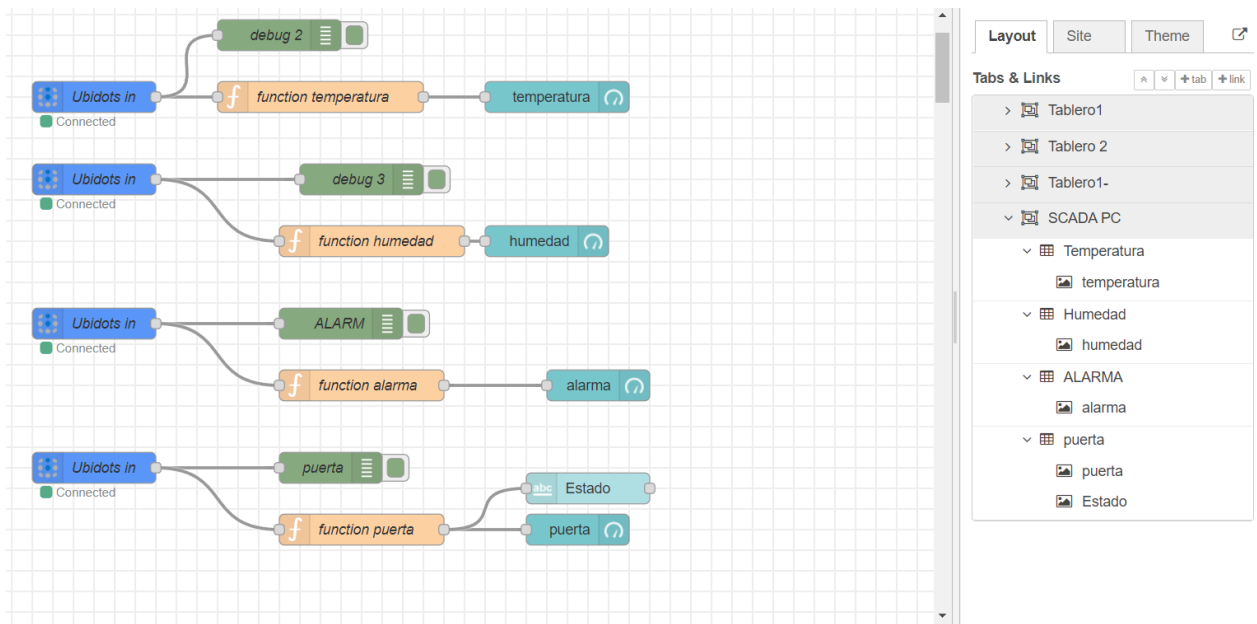 debug 2
Ubidots in
function temperatura
temperatura
Connected
Ubidots in
debug 3
Connected
function humedad
humedad
Ubidots in
ALARM
Connected
function alarma
alarma
Ubidots in
puerta
Connected
abc Estado
function puerta
puerta
Layout
Site
Theme
Tabs & Links
+ tab
+ link
Tablero1
Tablero 2
Tablero1-
SCADA PC
Temperatura
temperatura
Humedad
humedad
ALARMA
alarma
puerta
puerta
Estado